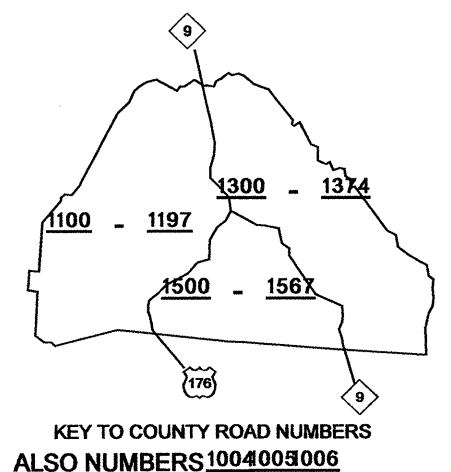 9
1300 - 1374
1100 - 1197
1500 - 1567
176
9
KEY TO COUNTY ROAD NUMBERS
ALSO NUMBERS 1004 1005 1006